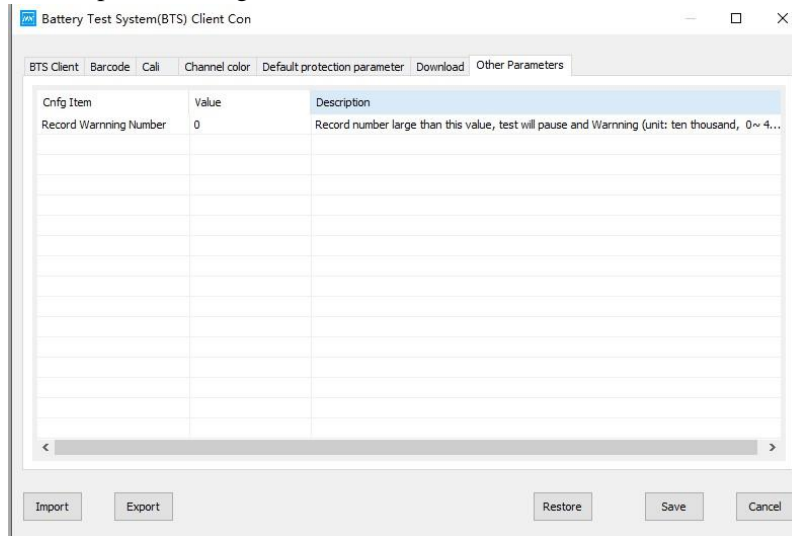 Battery Test System(BTS) Client Con
BTS Client Barcode Cali Channel color Default protection parameter Download Other Parameters
Cnfg Item Value Description
Record Warnning Number 0 Record number large than this value, test will pause and Warnning (unit: ten thousand, 0~ 4...
Import Export Restore Save Cancel